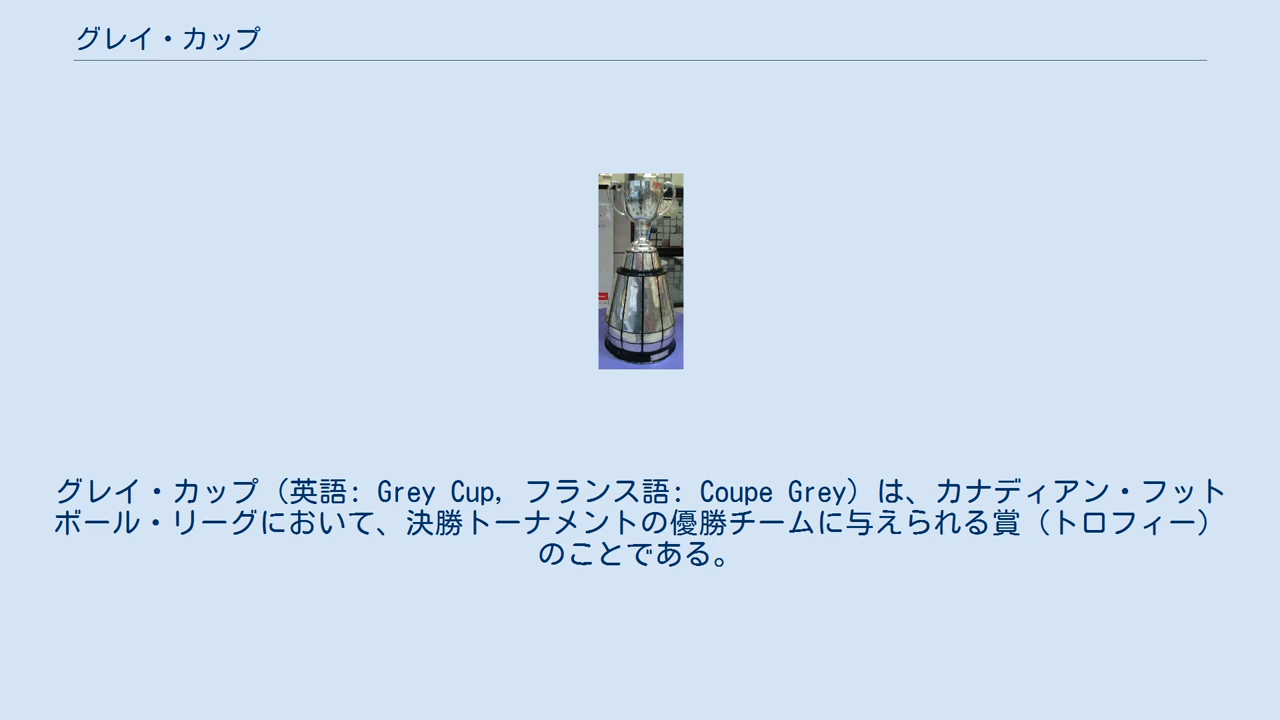 グレイ・カップ
グレイ・カップ（英語: Grey Cup, フランス語: Coupe Grey）は、カナディアン・フット
ボール・リーグにおいて、決勝トーナメントの優勝チームに与えられる賞（トロフィー）
のことである。